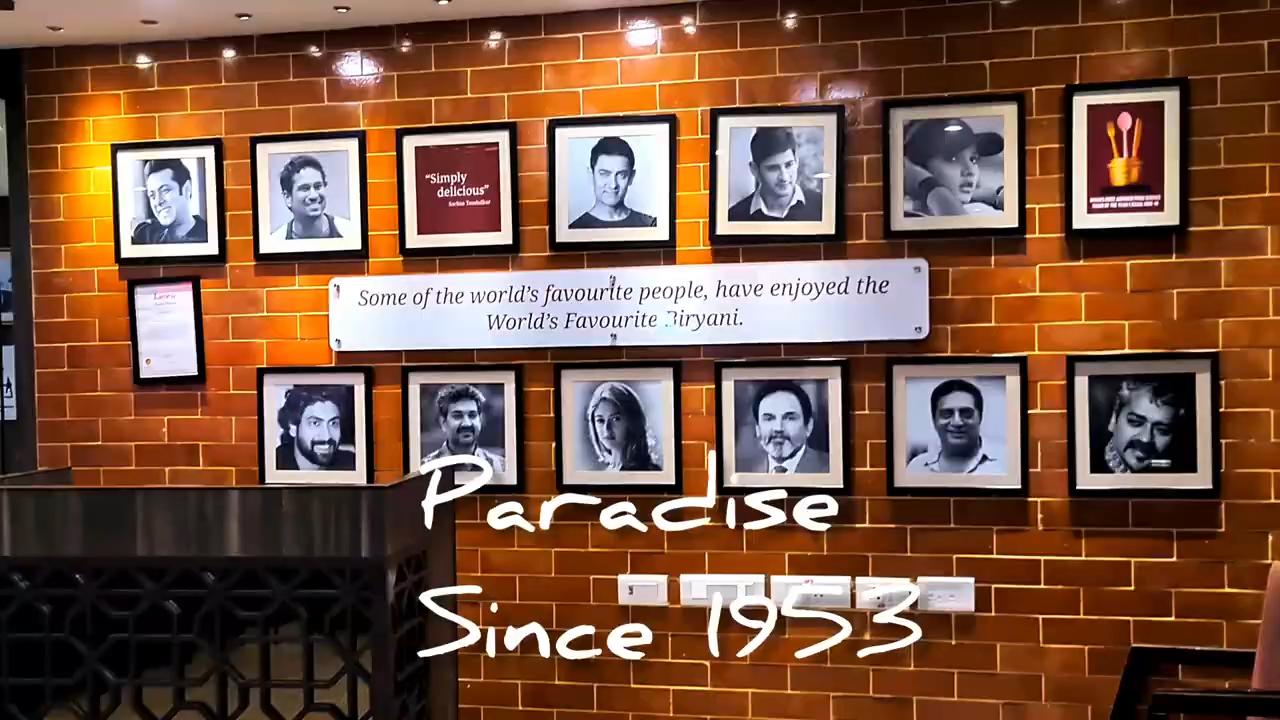 “Simply
delicious”
Sachin Tendulkar
Some of the world’s favourite people, have enjoyed the
World’s Favourite Biryani.
Paradise
Since 1953